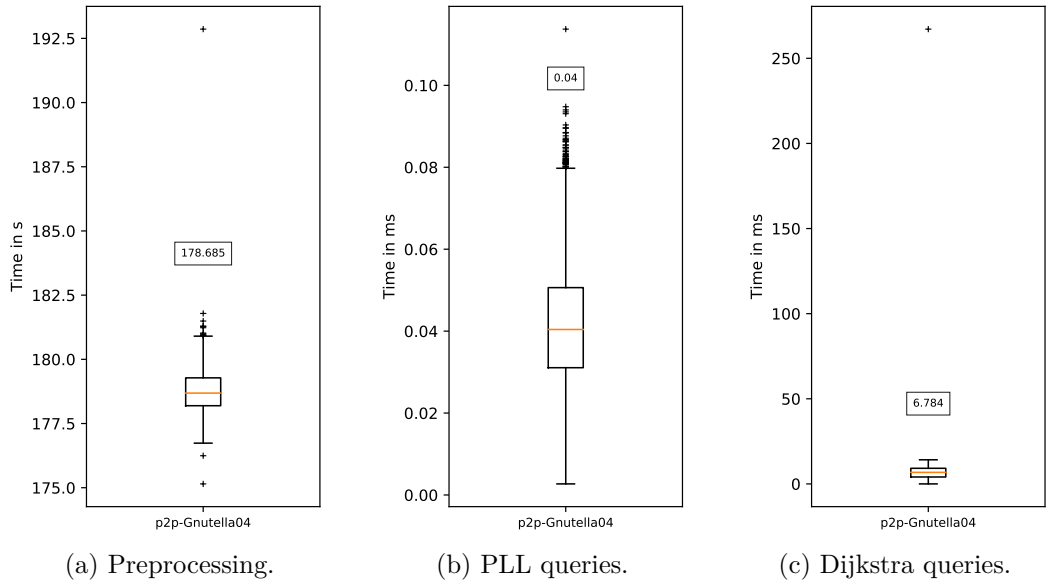 Time in s
192.5
190.0
187.5
185.0
182.5
180.0
177.5
175.0
178.685
p2p-Gnutella04
(a) Preprocessing.
Time in ms
0.10
0.08
0.06
0.04
0.02
0.00
0.04
p2p-Gnutella04
(b) PLL queries.
Time in ms
250
200
150
100
50
0
6.784
p2p-Gnutella04
(c) Dijkstra queries.